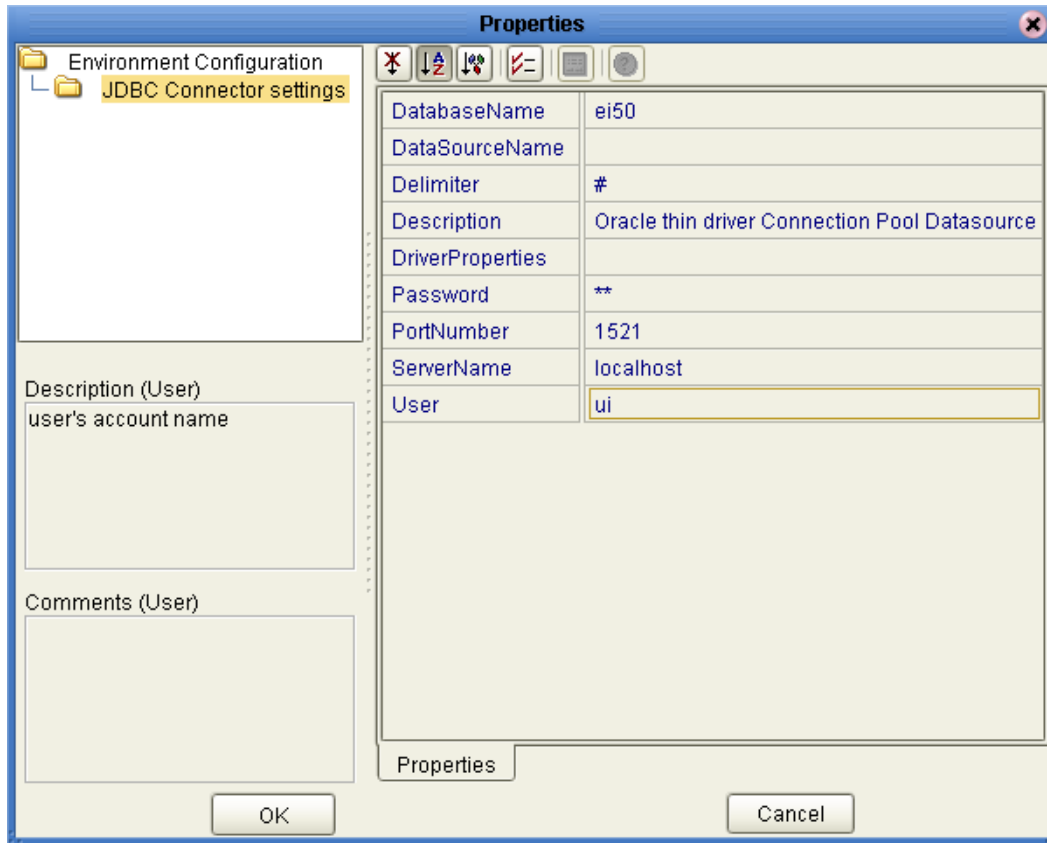 Properties
Environment Configuration
JDBC Connector settings
DatabaseName ei50
DataSourceName
Delimiter #
Description Oracle thin driver Connection Pool Datasource
DriverProperties
Password **
PortNumber 1521
ServerName localhost
User ui
Description (User)
user's account name
Comments (User)
Properties
OK Cancel